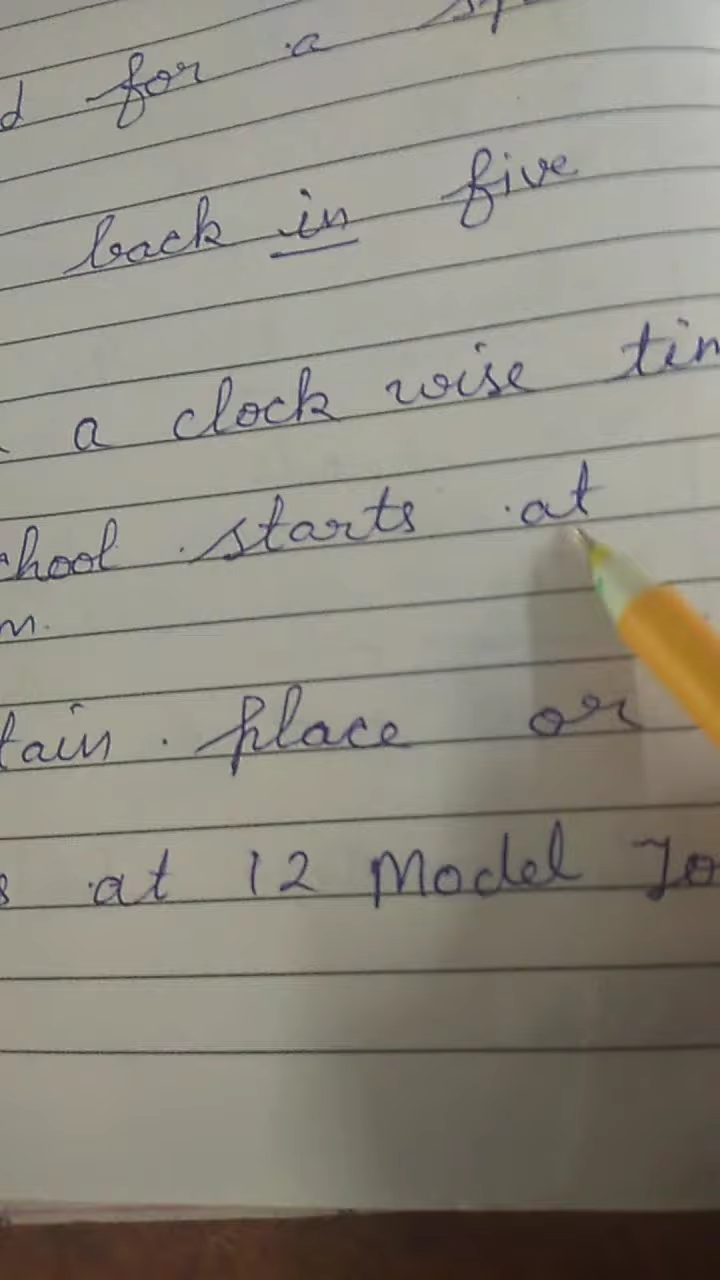 for a
back in five
a clock wise
starts at
place or
at 12 Model